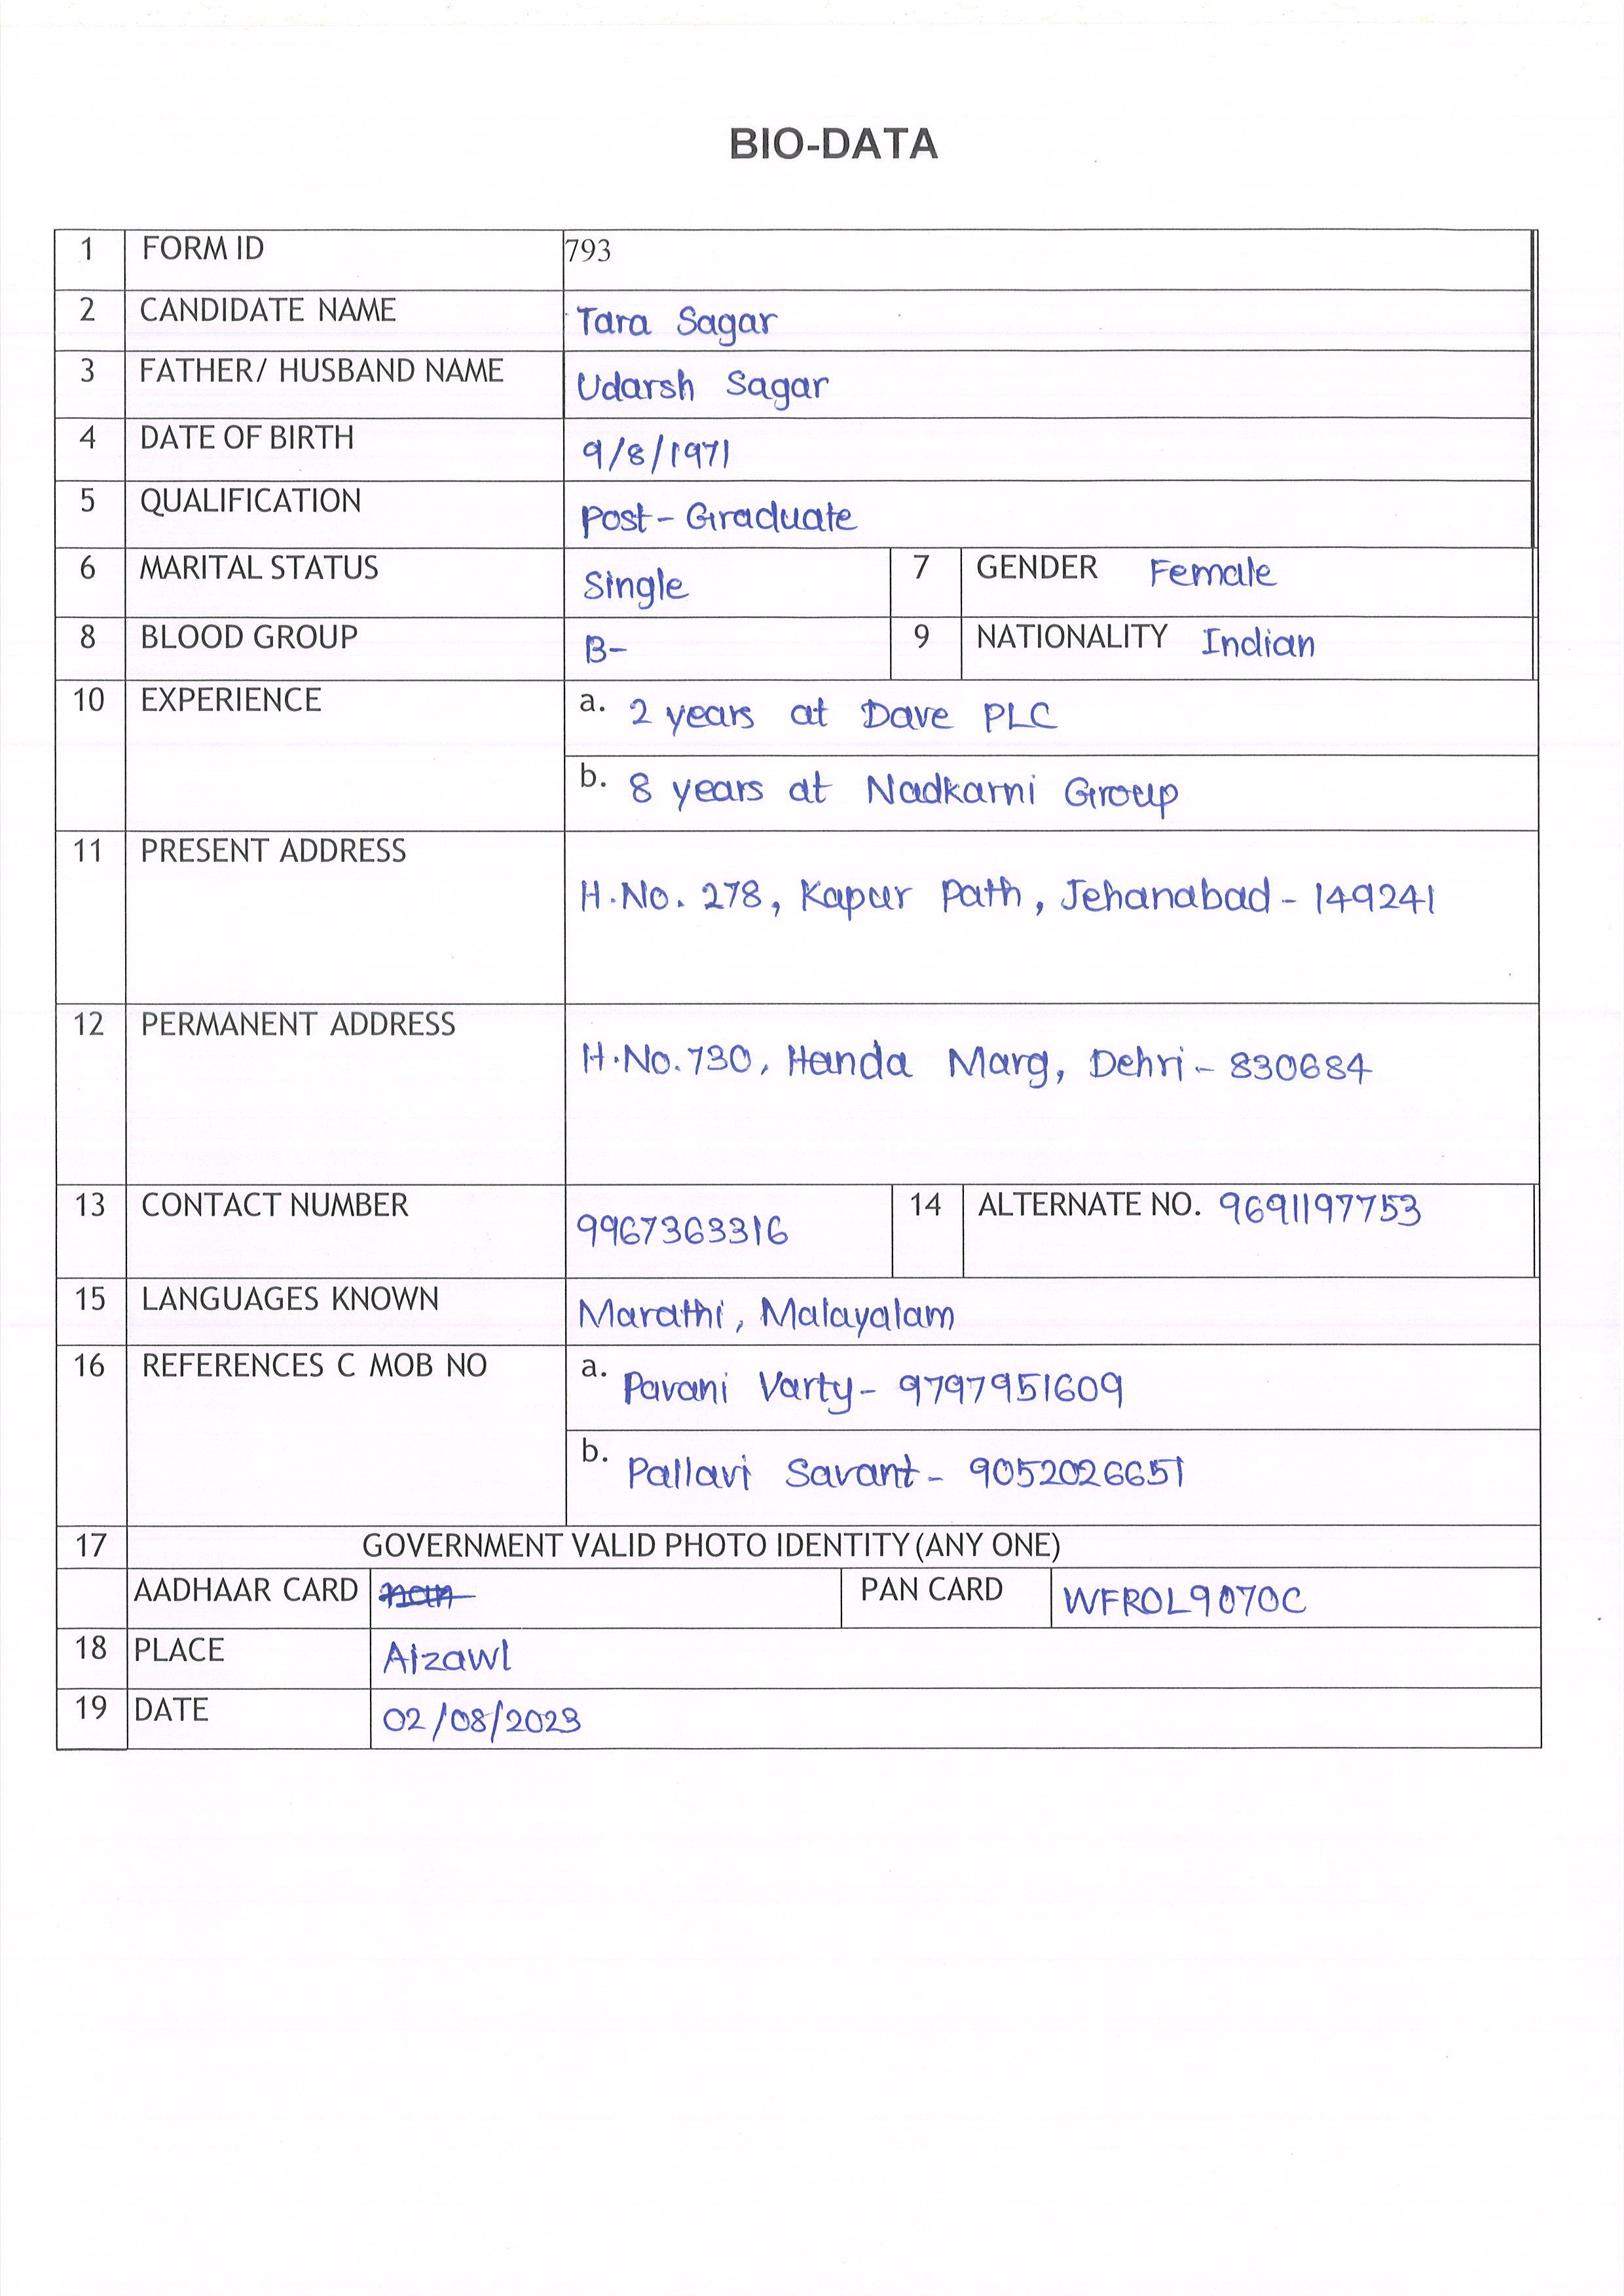 BIO-DATA
1 FORM ID 793
2 CANDIDATE NAME Tara Sagar
3 FATHER/ HUSBAND NAME Udarsh Sagar
4 DATE OF BIRTH 9/8/1971
5 QUALIFICATION Post-Graduate
6 MARITAL STATUS Single 7 GENDER Female
8 BLOOD GROUP B- 9 NATIONALITY Indian
10 EXPERIENCE a. 2 years at Dave PLC
b. 8 years at Nadkarni Group
11 PRESENT ADDRESS
H.No. 278, Kapur Path, Jehanabad - 149241
12 PERMANENT ADDRESS
H.No. 730, Handa Marg, Dehri - 830684
13 CONTACT NUMBER 9967363316 14 ALTERNATE NO. 9691197753
15 LANGUAGES KNOWN Marathi, Malayalam
16 REFERENCES C MOB NO a. Pavani Varty - 9797951609
b. Pallavi Savant - 9052026651
17 GOVERNMENT VALID PHOTO IDENTITY (ANY ONE)
AADHAAR CARD nan PAN CARD WFROL9070C
18 PLACE Aizawl
19 DATE 02/08/2023